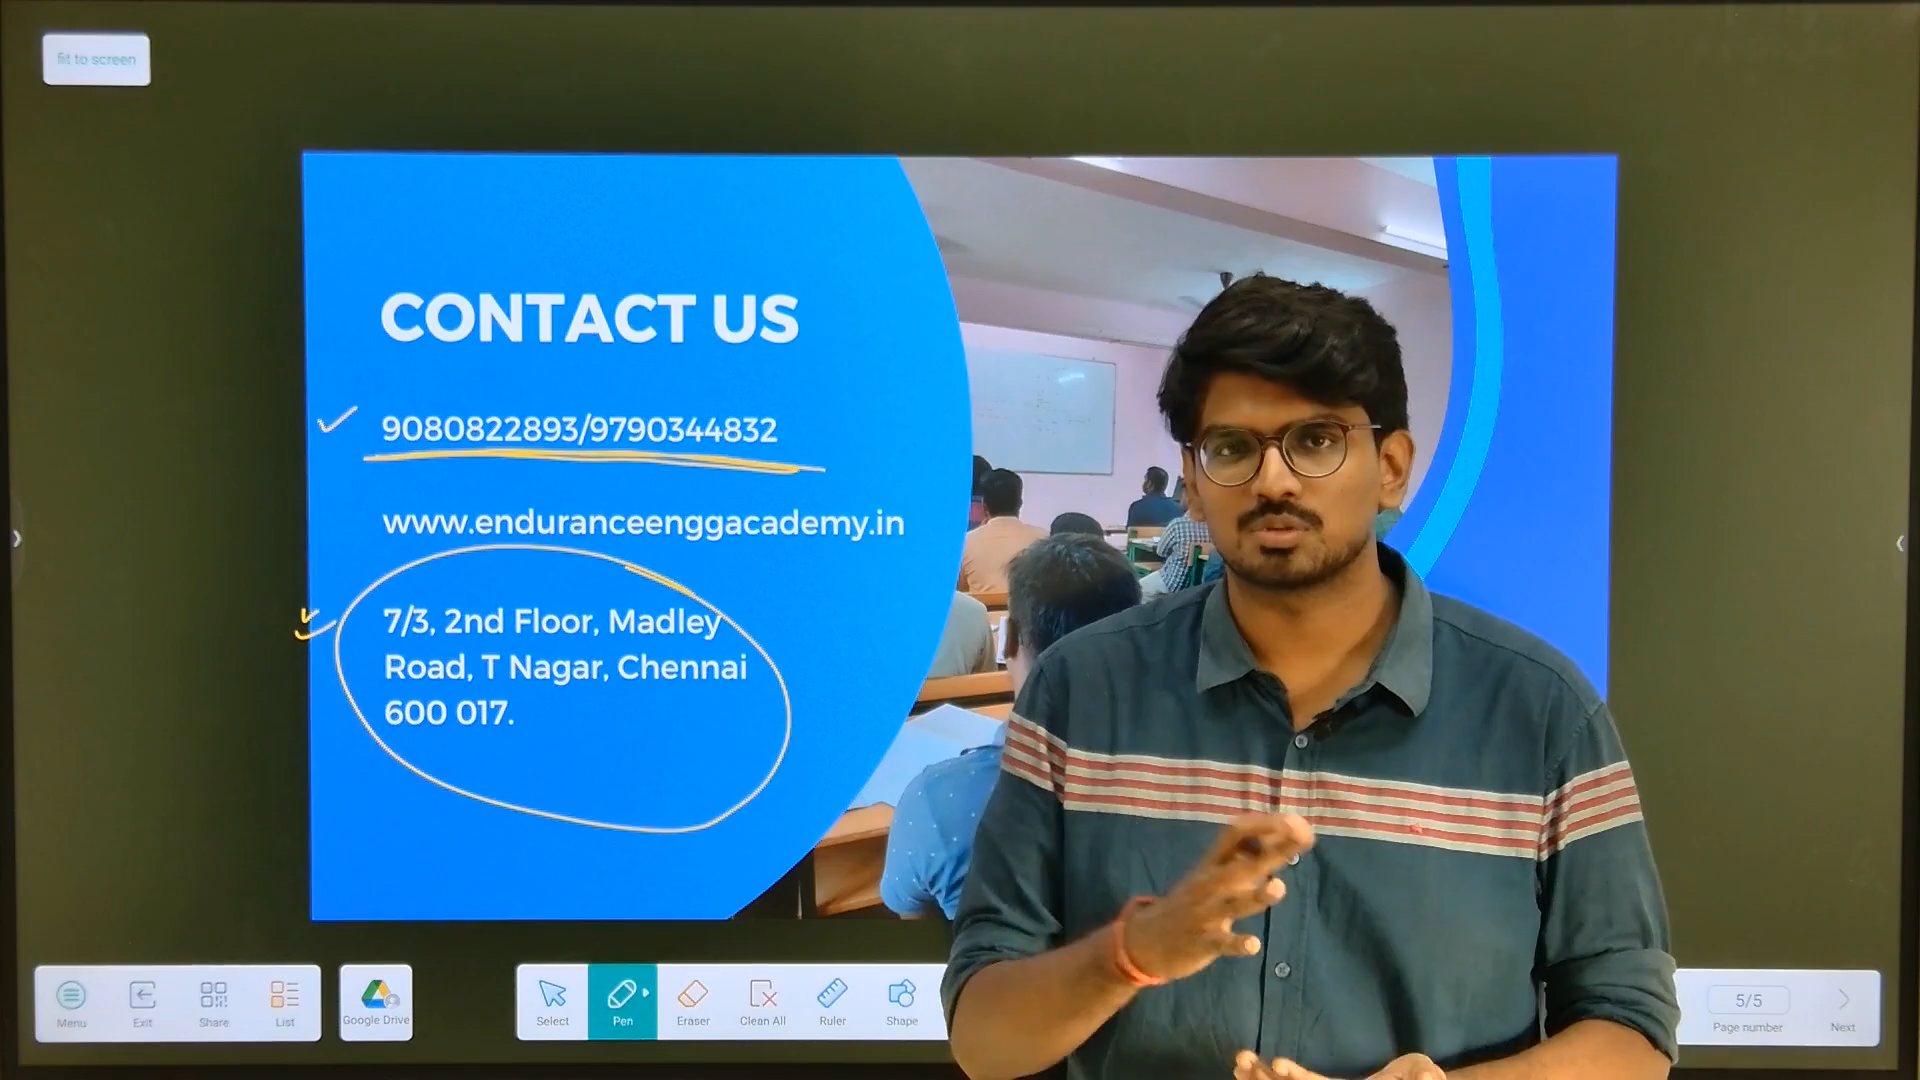 fit to screen
CONTACT US
9080822893/9790344832
www.enduranceenggacademy.in
7/3, 2nd Floor, Madley
Road, T Nagar, Chennai
600 017.
Menu
Exit
Share
List
Google Drive
Select
Pen
Eraser
Clean All
Ruler
Shape
5/5
Page number
Next